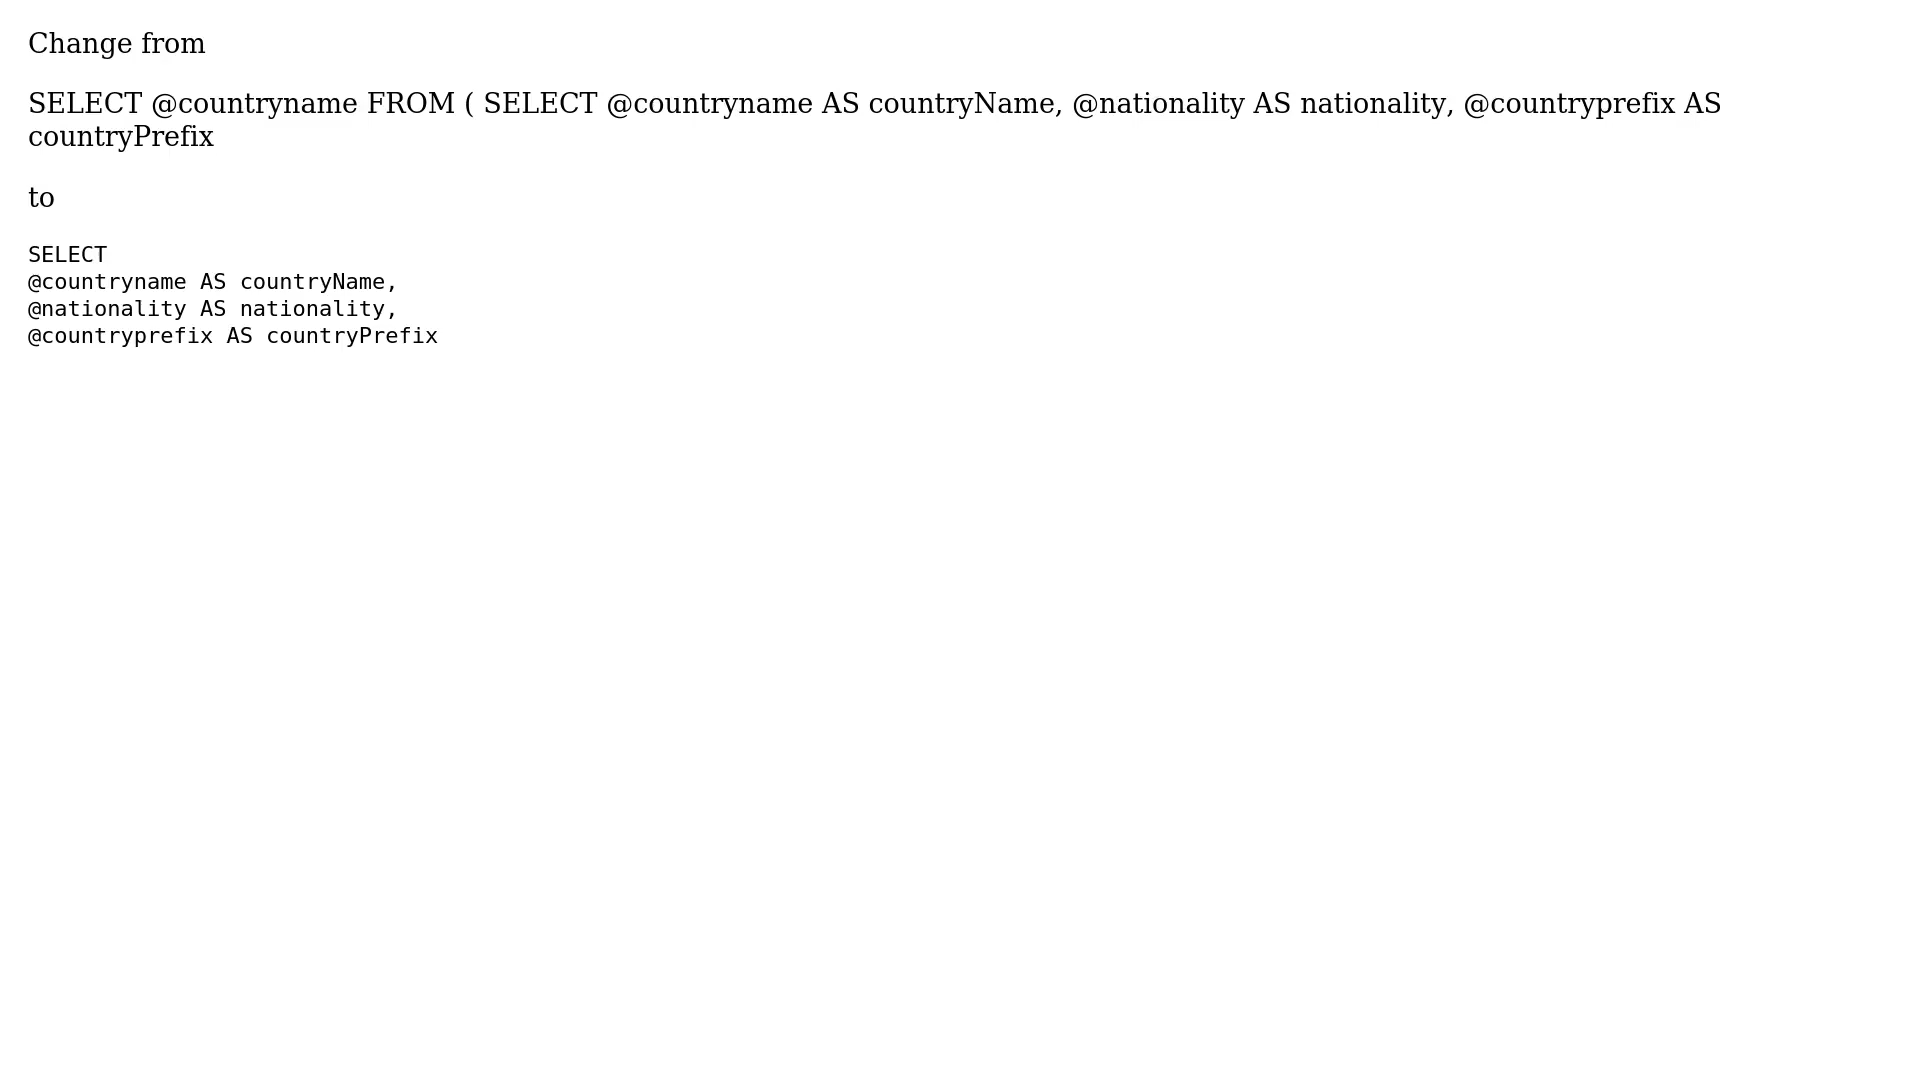 Change from
SELECT @countryname FROM ( SELECT @countryname AS countryName, @nationality AS nationality, @countryprefix AS
countryPrefix
to
SELECT
@countryname AS countryName,
@nationality AS nationality,
@countryprefix AS countryPrefix